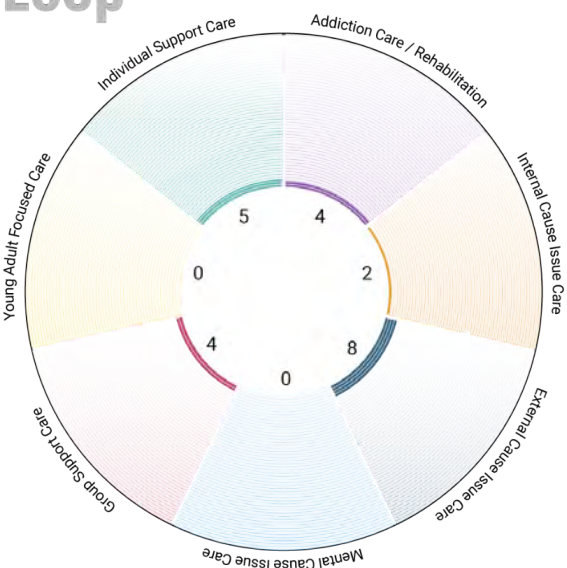 Loop
Individual Support Care
Addiction Care / Rehabilitation
Internal Cause Issue Care
External Cause Issue Care
Mental Cause Issue Care
Group Support Care
Young Adult Focused Care
5
4
2
8
0
4
0